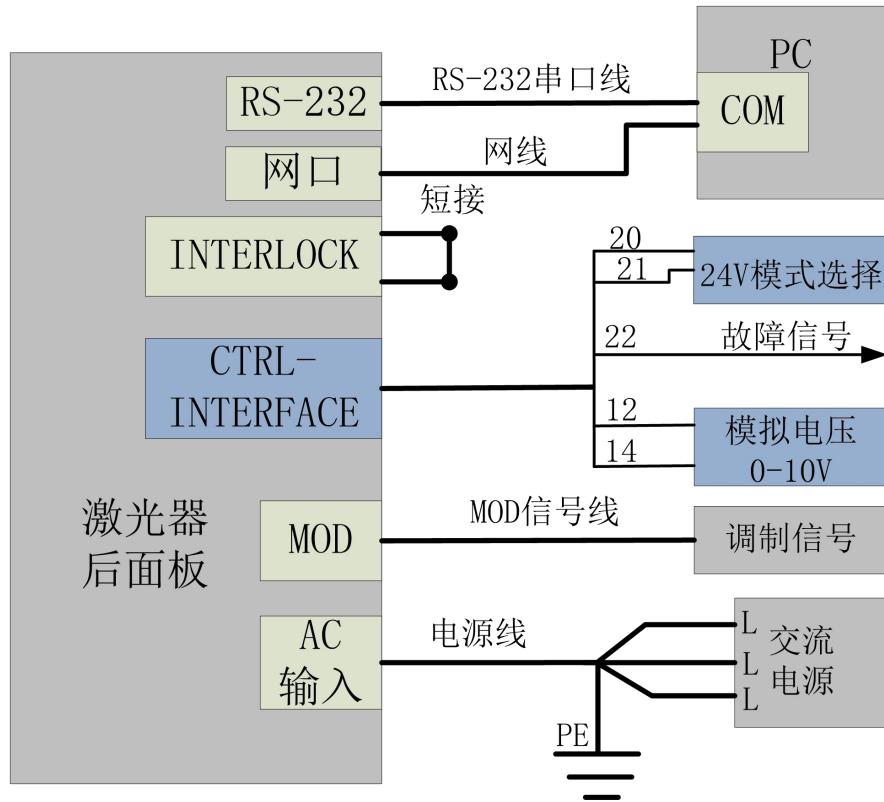 PC
RS-232
RS-232串口线
COM
网口
网线
短接
INTERLOCK
20
21
24V模式选择
22
故障信号
CTRL-
INTERFACE
12
14
模拟电压
0-10V
激光器
后面板
MOD
MOD信号线
调制信号
AC
输入
电源线
L
L
L
交流
电源
PE